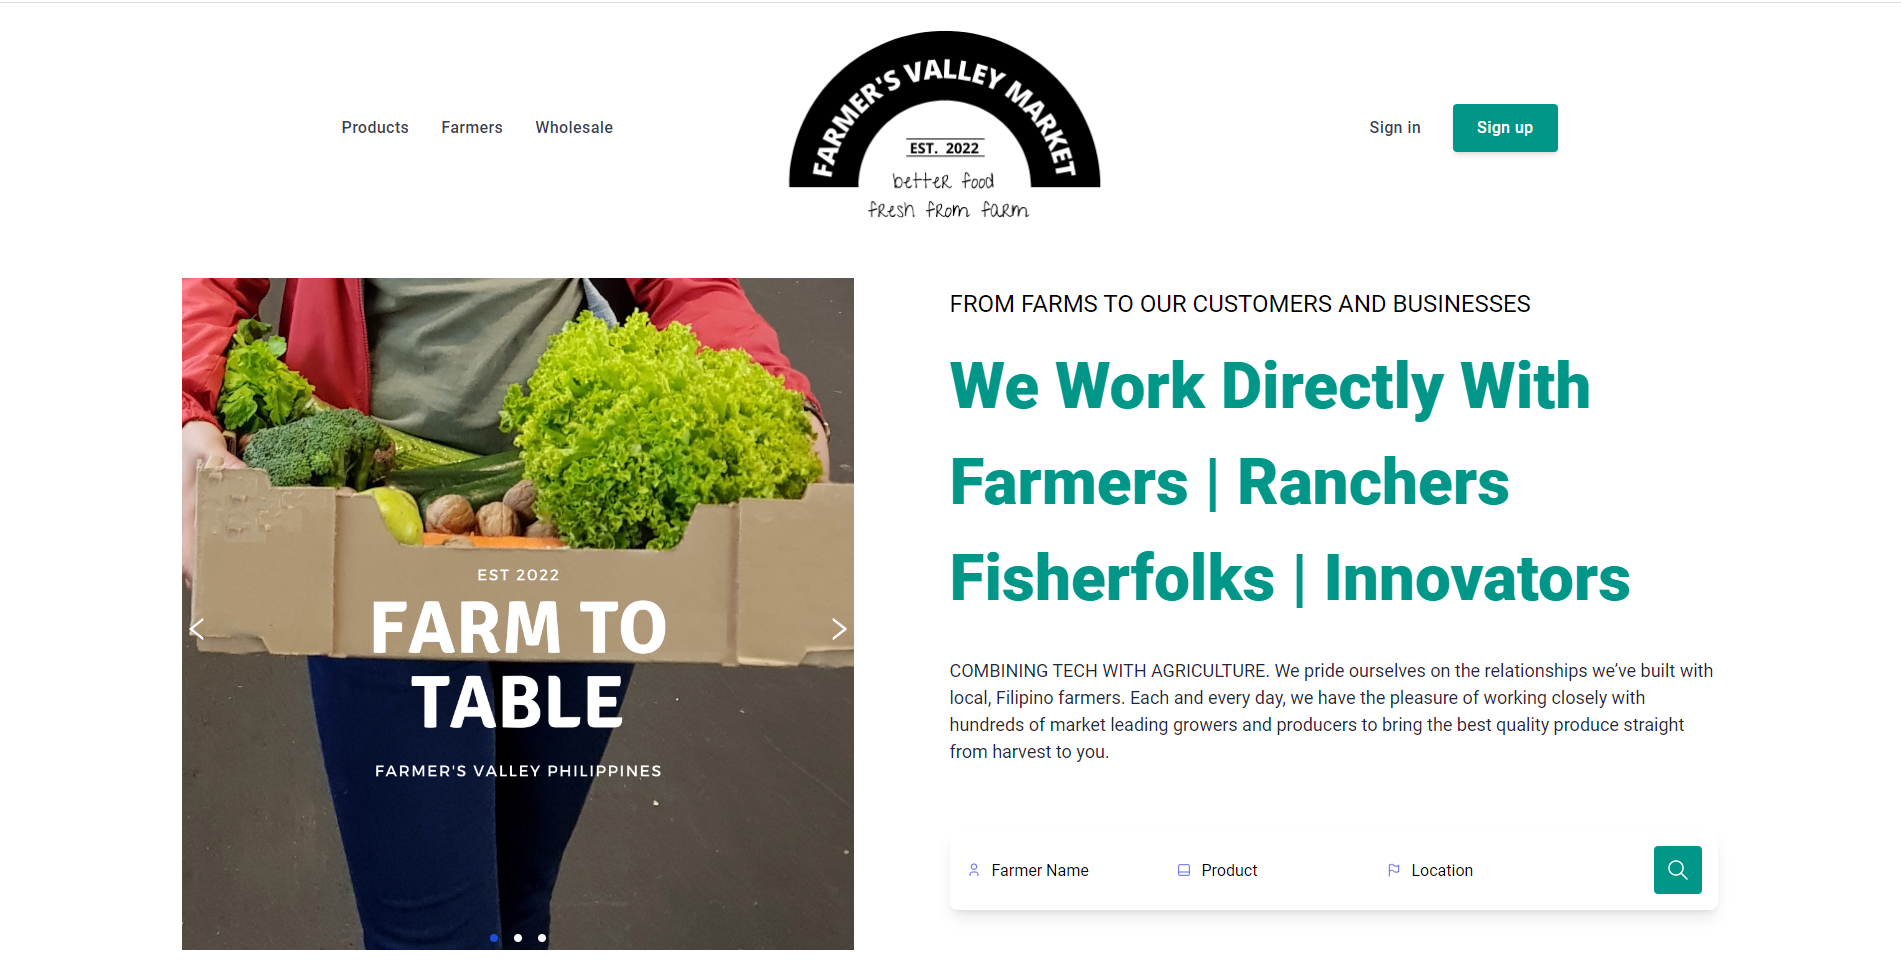 Products Farmers Wholesale
FARMER'S VALLEY MARKET
EST. 2022
better food
fresh from farm
Sign in
Sign up
EST 2022
FARM TO
TABLE
FARMER'S VALLEY PHILIPPINES
FROM FARMS TO OUR CUSTOMERS AND BUSINESSES
We Work Directly With
Farmers | Ranchers
Fisherfolks | Innovators
COMBINING TECH WITH AGRICULTURE. We pride ourselves on the relationships we’ve built with
local, Filipino farmers. Each and every day, we have the pleasure of working closely with
hundreds of market leading growers and producers to bring the best quality produce straight
from harvest to you.
Farmer Name
Product
Location